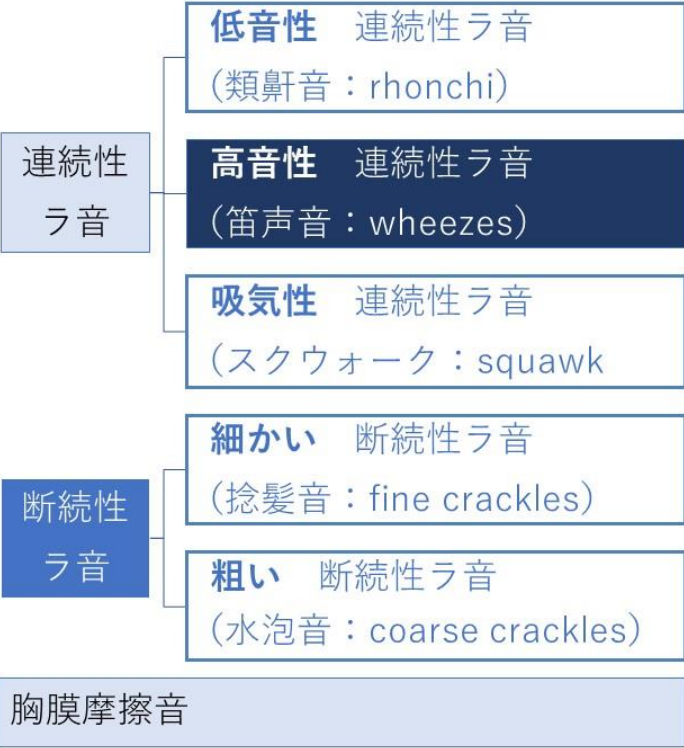 連続性
ラ音
低音性　連続性ラ音
(類鼾音：rhonchi)
高音性　連続性ラ音
(笛声音：wheezes)
吸気性　連続性ラ音
(スクウォーク：squawk
断続性
ラ音
細かい　断続性ラ音
(捻髪音：fine crackles)
粗い　断続性ラ音
(水泡音：coarse crackles)
胸膜摩擦音